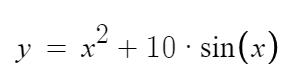 y = x² + 10 · sin(x)